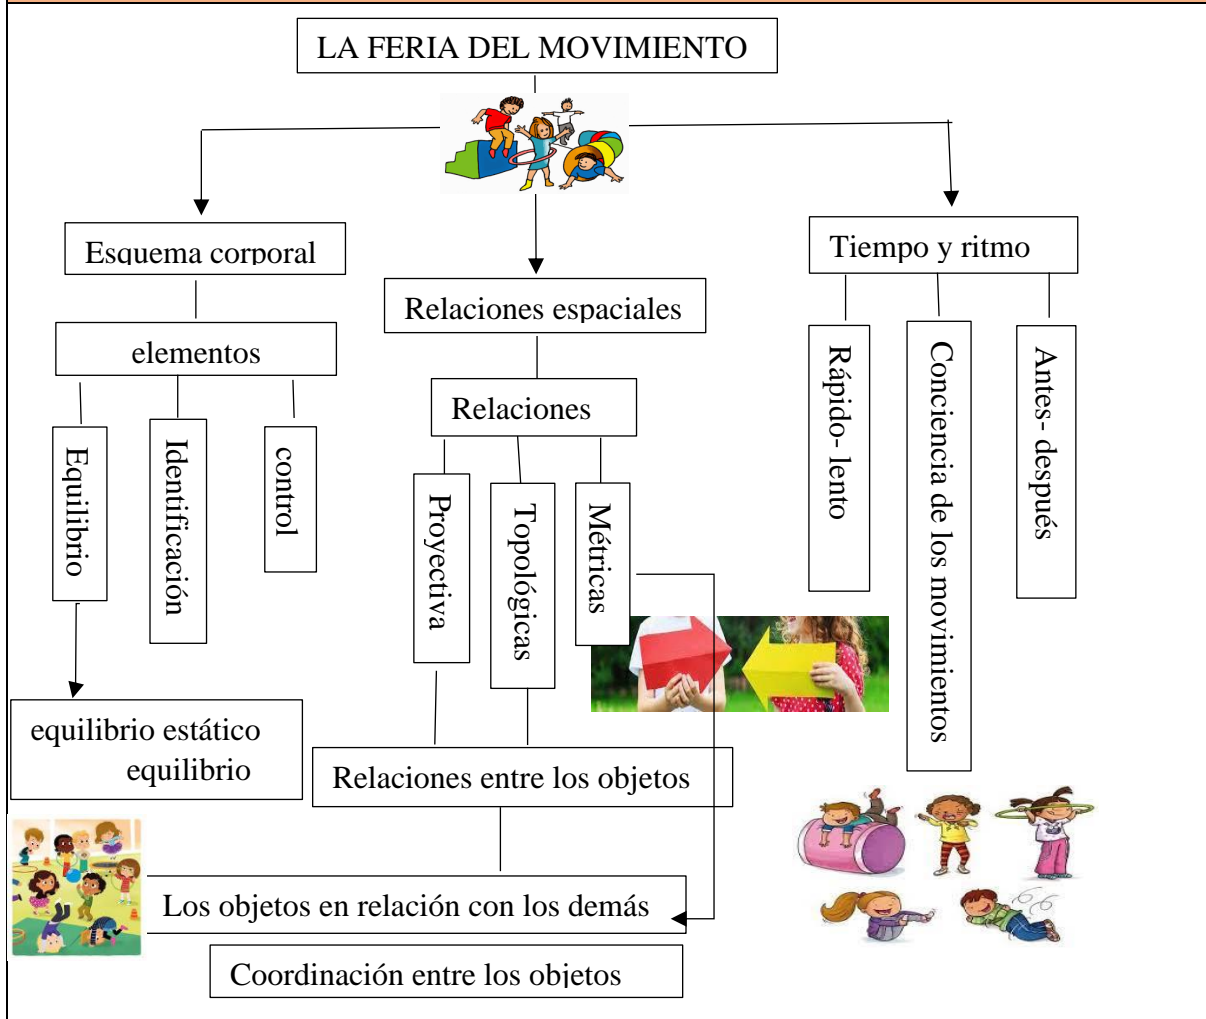 LA FERIA DEL MOVIMIENTO
Esquema corporal
elementos
Equilibrio
Identificación
control
equilibrio estático
equilibrio
Relaciones espaciales
Relaciones
Proyectiva
Topológicas
Métricas
Relaciones entre los objetos
Los objetos en relación con los demás
Coordinación entre los objetos
Tiempo y ritmo
Rápido- lento
Conciencia de los movimientos
Antes- después